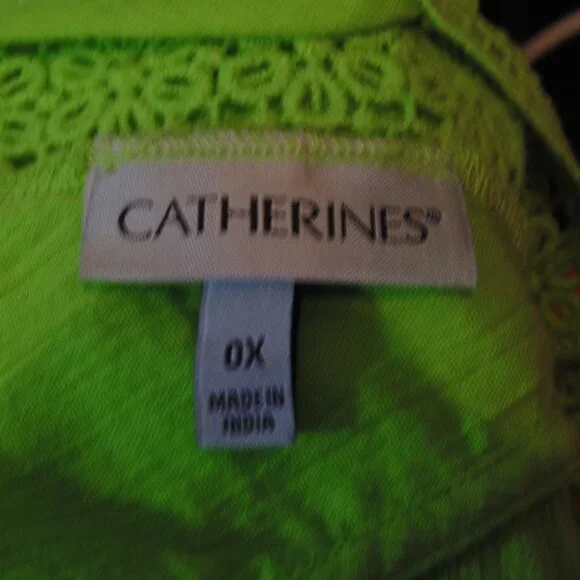 CATHERINES®
0X
MADE IN
INDIA